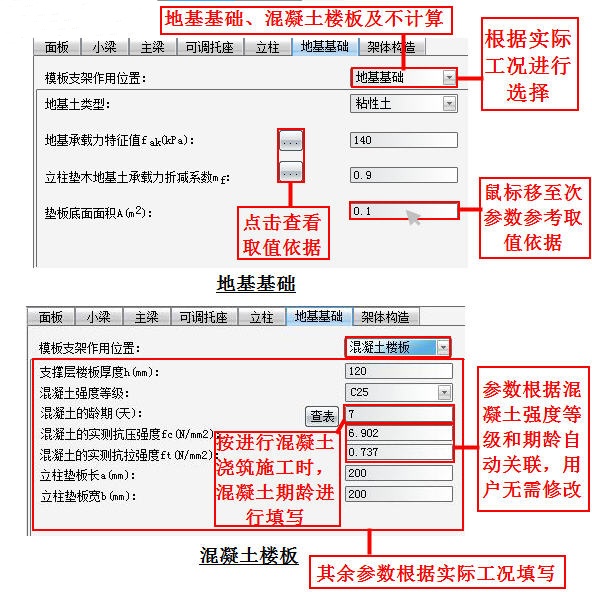 地基基础、混凝土楼板及不计算
面板 小梁 主梁 可调托座 立柱 地基基础 架体构造
模板支架作用位置: 地基基础
根据实际
工况进行
选择
地基土类型: 粘性土
地基承载力特征值fak(kPa): ... 140
立柱垫木地基土承载力折减系数mf: ... 0.9
垫板底面面积A(m2): 0.1
点击查看
取值依据
鼠标移至次
参数参考取
值依据
地基基础
面板 小梁 主梁 可调托座 立柱 地基基础 架体构造
模板支架作用位置: 混凝土楼板
支撑层楼板厚度h(mm): 120
混凝土强度等级: C25
混凝土的龄期(天): 查表 7
混凝土的实测抗压强度fc(N/mm2): 6.902
混凝土的实测抗拉强度ft(N/mm2): 0.737
立柱垫板长a(mm): 200
立柱垫板宽b(mm): 200
按进行混凝土
浇筑施工时,
混凝土期龄进
行填写
参数根据混
凝土强度等
级和期龄自
动关联，用
户无需修改
混凝土楼板
其余参数根据实际工况填写